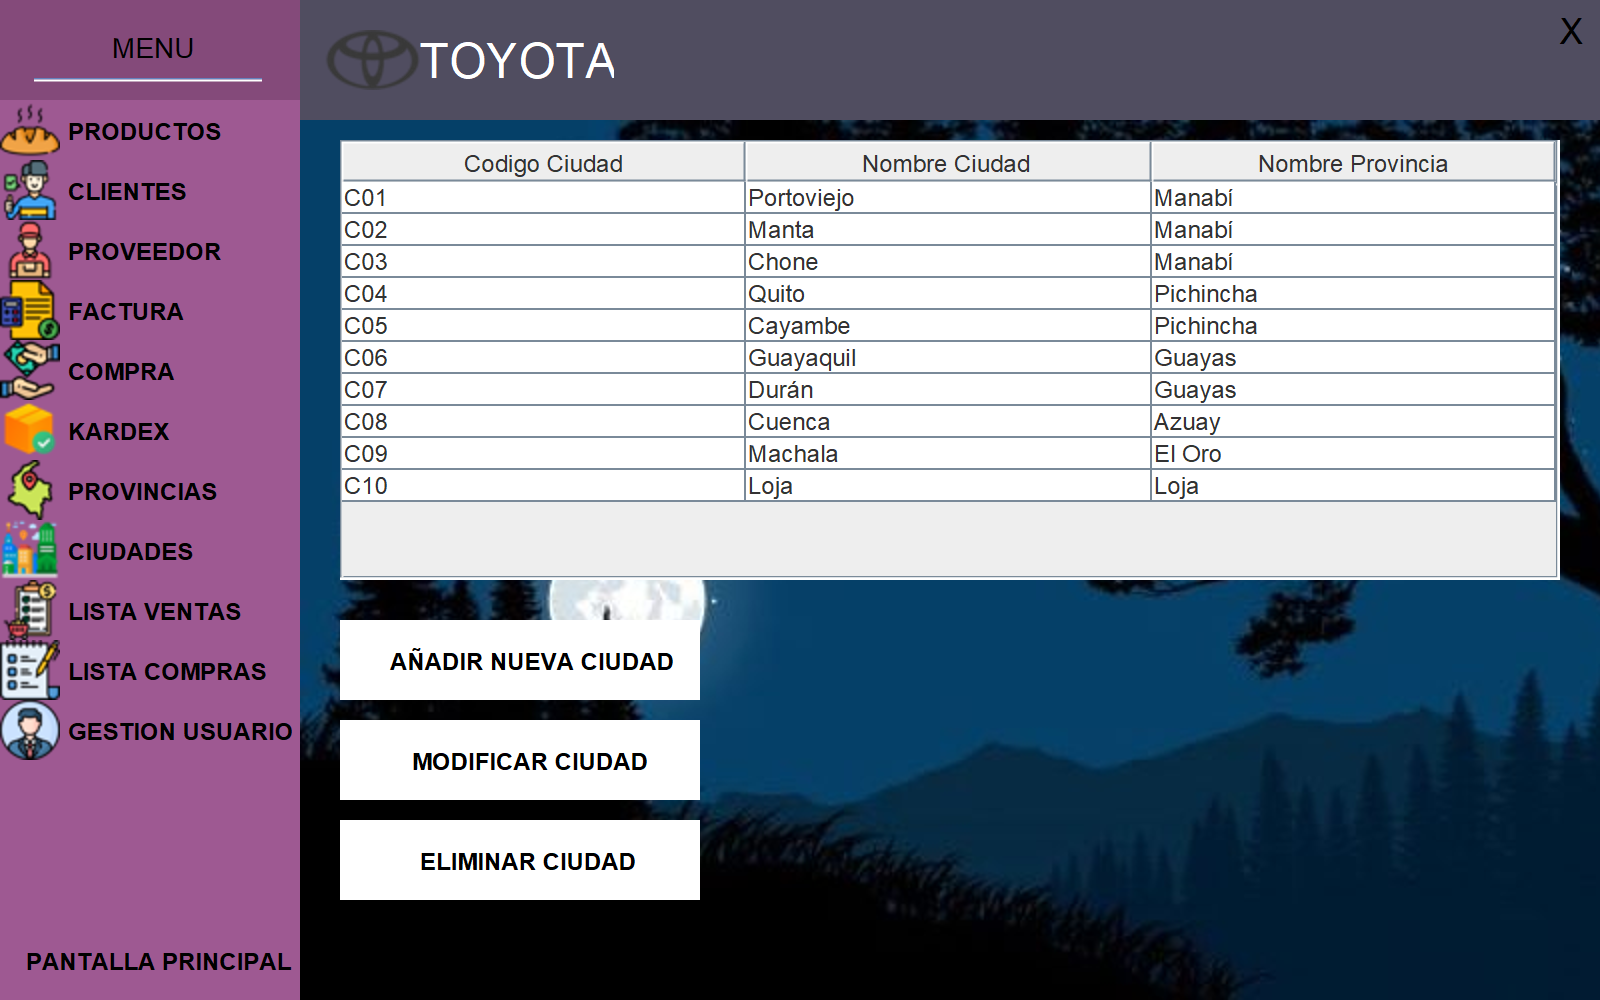 MENU
TOYOTA
X
PRODUCTOS
CLIENTES
PROVEEDOR
FACTURA
COMPRA
KARDEX
PROVINCIAS
CIUDADES
LISTA VENTAS
LISTA COMPRAS
GESTION USUARIO
PANTALLA PRINCIPAL
Codigo Ciudad Nombre Ciudad Nombre Provincia
C01 Portoviejo Manabí
C02 Manta Manabí
C03 Chone Manabí
C04 Quito Pichincha
C05 Cayambe Pichincha
C06 Guayaquil Guayas
C07 Durán Guayas
C08 Cuenca Azuay
C09 Machala El Oro
C10 Loja Loja
AÑADIR NUEVA CIUDAD
MODIFICAR CIUDAD
ELIMINAR CIUDAD